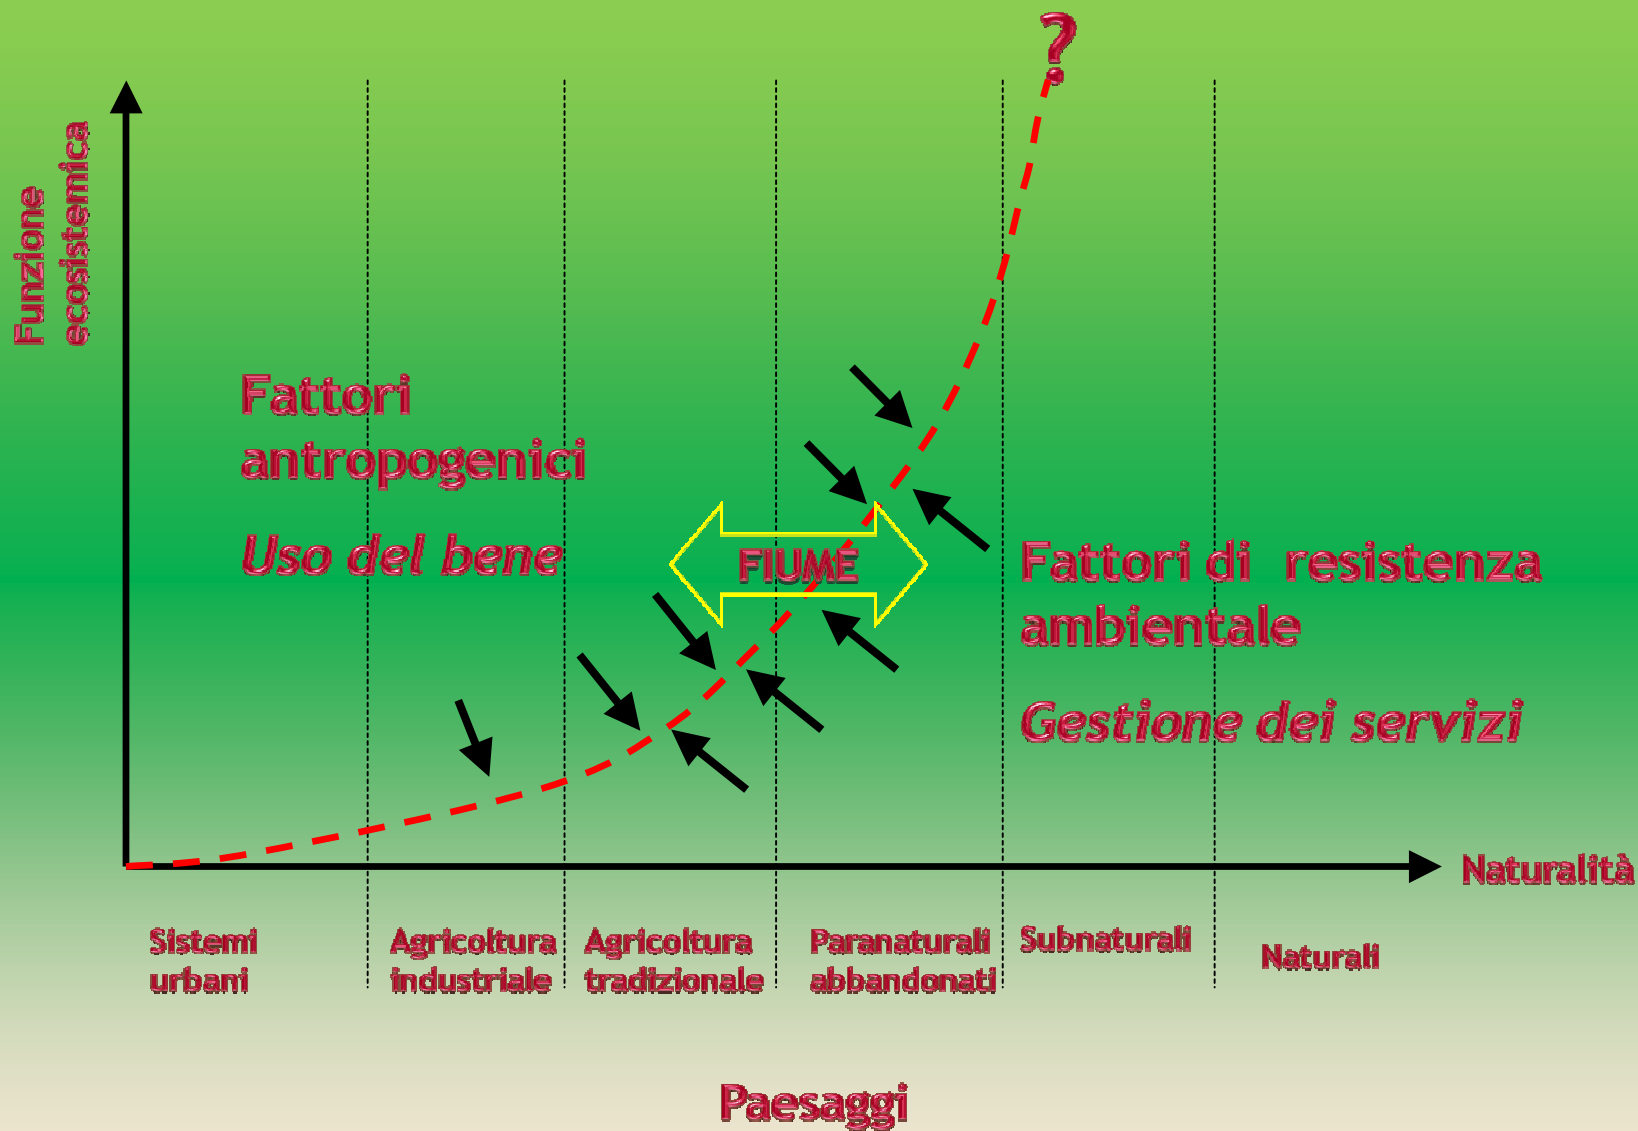 ?
Funzione
ecosistemica
Fattori
antropogenici
Uso del bene
FIUME
Fattori di resistenza
ambientale
Gestione dei servizi
Naturalità
Sistemi
urbani
Agricoltura
industriale
Agricoltura
tradizionale
Paranaturali
abbandonati
Subnaturali
Naturali
Paesaggi